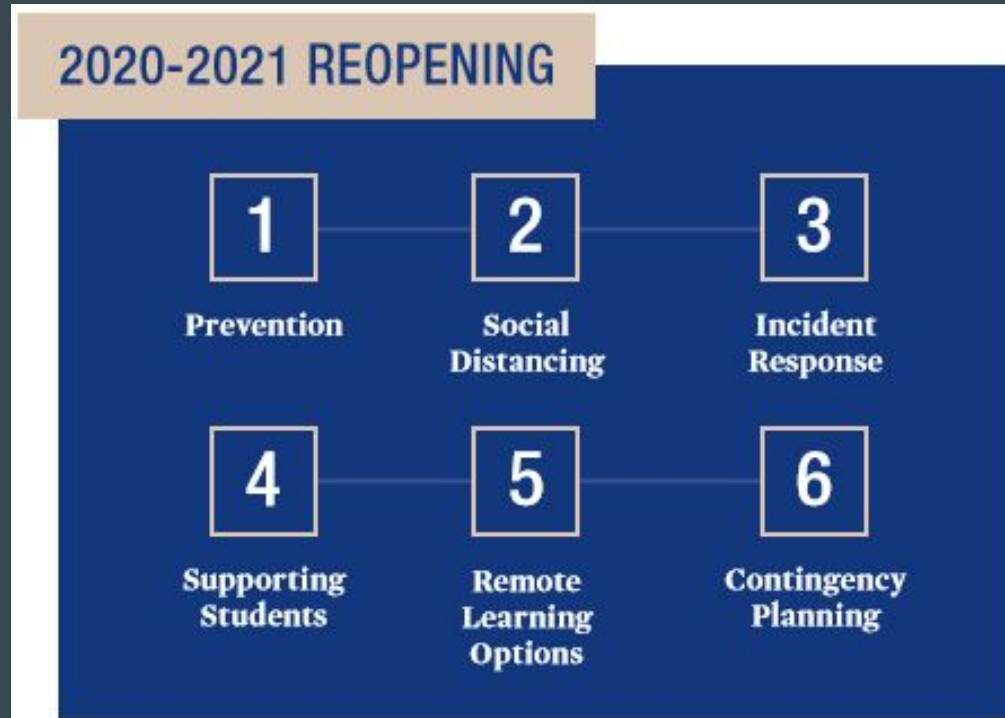 2020-2021 REOPENING
1
2
3
Prevention
Social
Distancing
Incident
Response
4
5
6
Supporting
Students
Remote
Learning
Options
Contingency
Planning